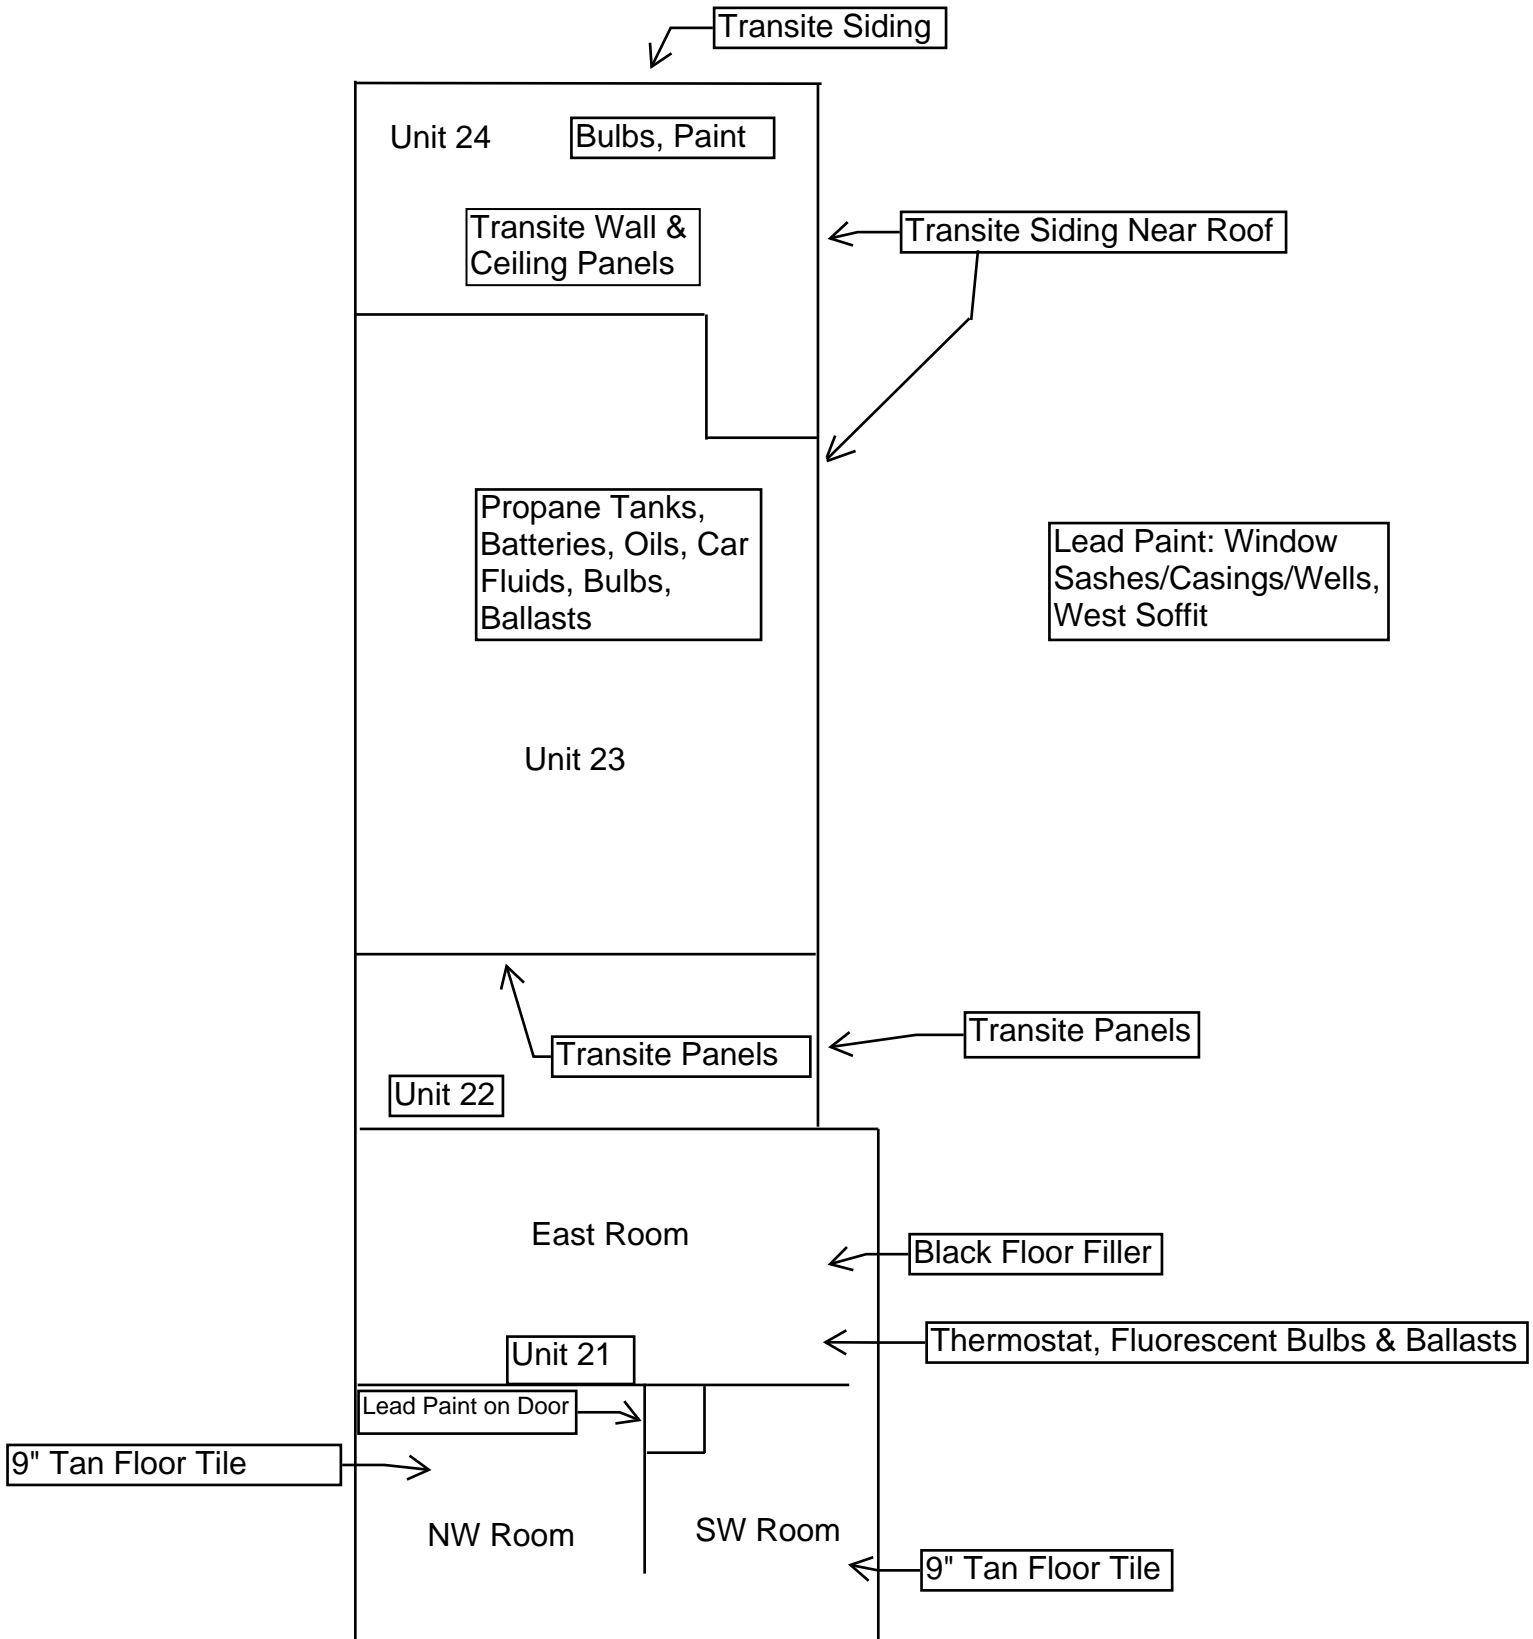 Transite Siding
Unit 24
Bulbs, Paint
Transite Wall &
Ceiling Panels
Transite Siding Near Roof
Propane Tanks,
Batteries, Oils, Car
Fluids, Bulbs,
Ballasts
Lead Paint: Window
Sashes/Casings/Wells,
West Soffit
Unit 23
Transite Panels
Transite Panels
Unit 22
East Room
Black Floor Filler
Thermostat, Fluorescent Bulbs & Ballasts
Unit 21
Lead Paint on Door
9" Tan Floor Tile
NW Room
SW Room
9" Tan Floor Tile